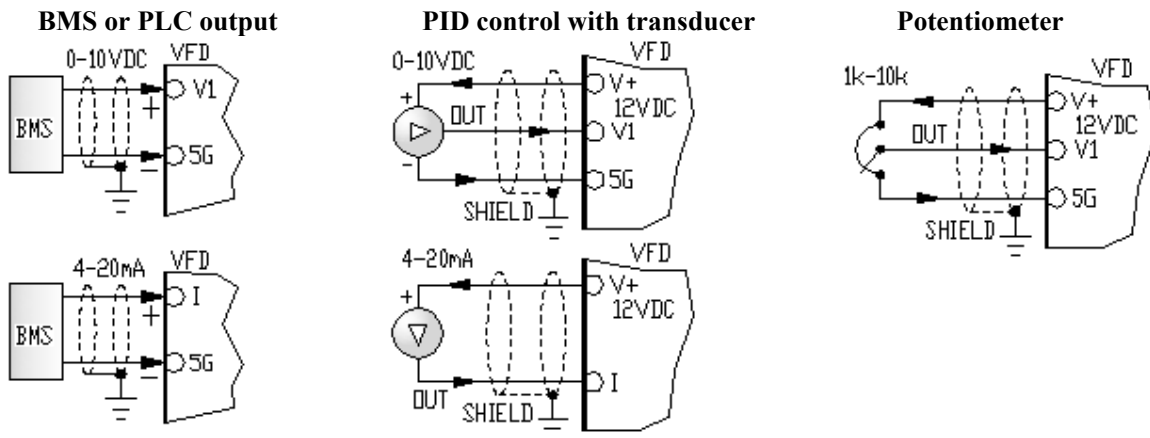 BMS or PLC output
0-10VDC
VFD
BMS
V1
+
5G
−
4-20mA
VFD
BMS
I
+
5G
−
PID control with transducer
0-10VDC
VFD
+
V+
12VDC
OUT
V1
−
5G
SHIELD
4-20mA
VFD
+
V+
12VDC
OUT
I
SHIELD
Potentiometer
1k-10k
VFD
V+
12VDC
OUT
V1
5G
SHIELD